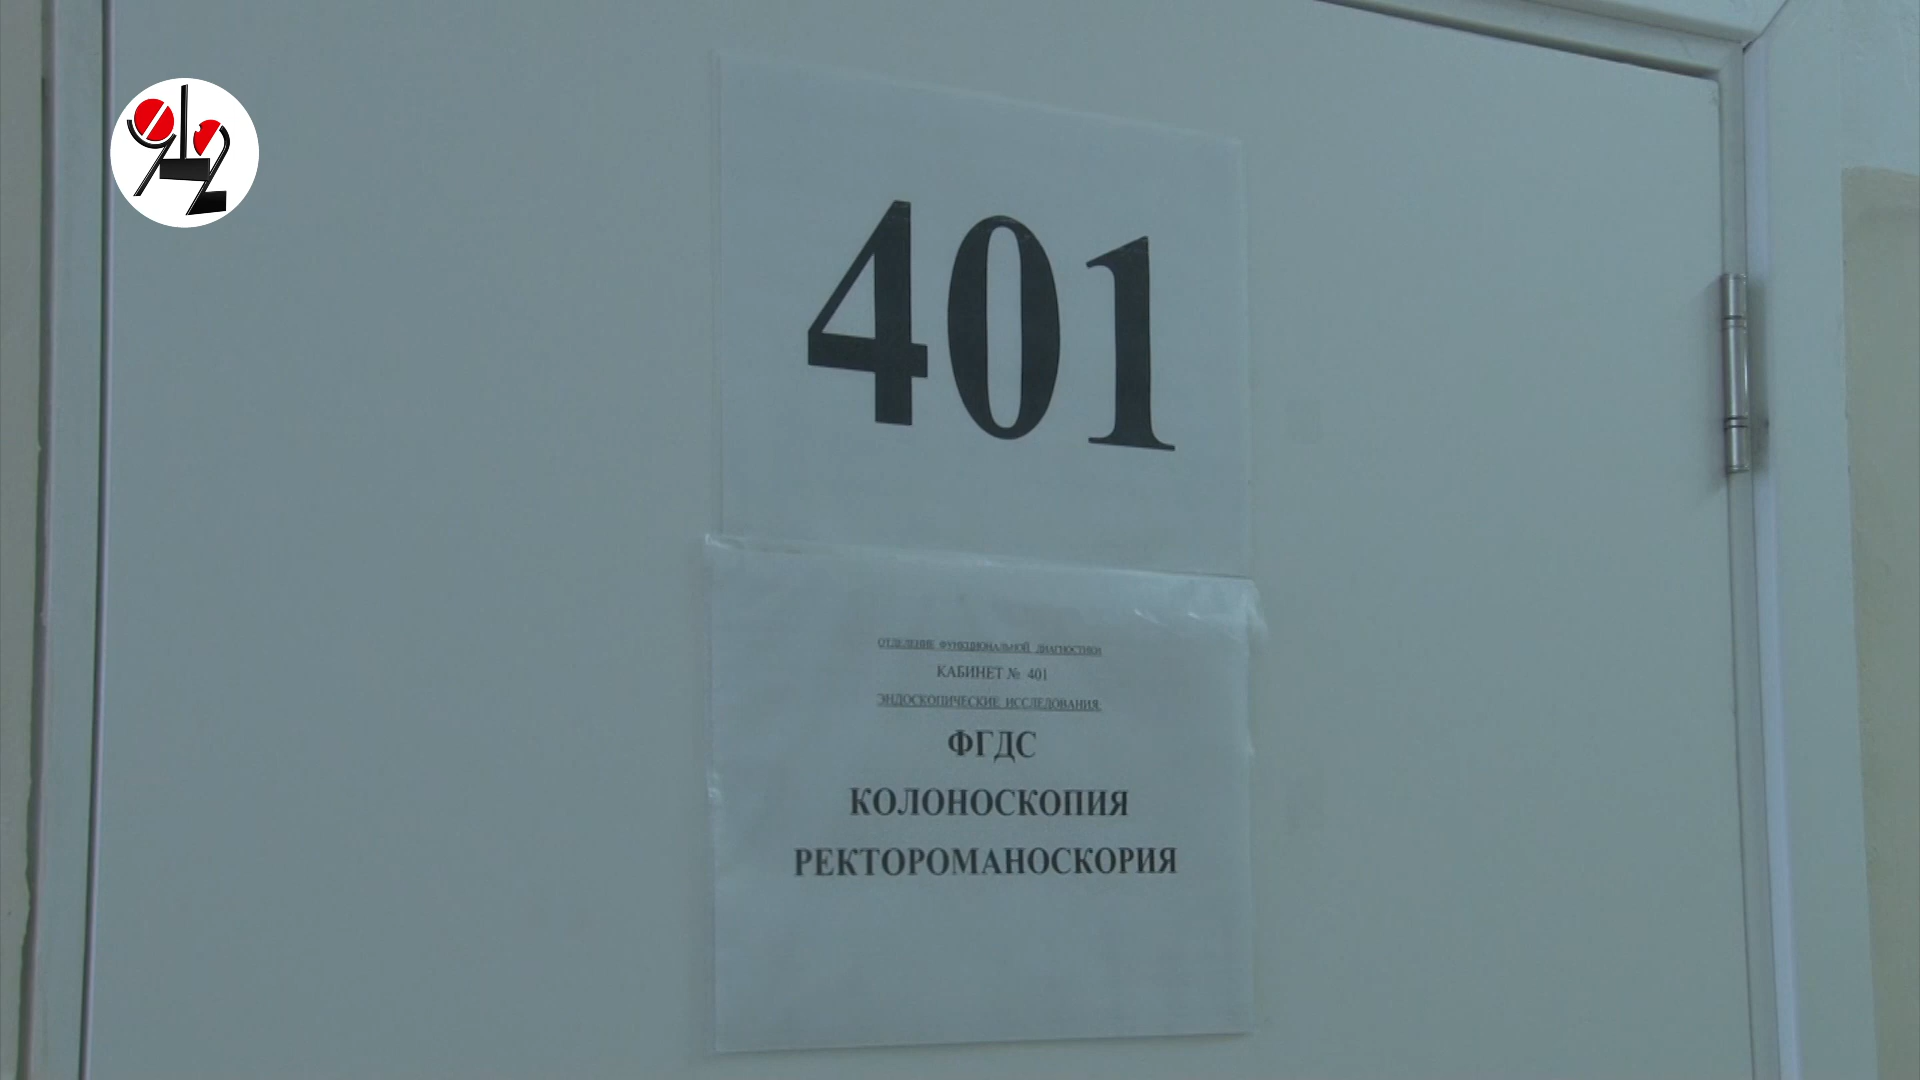 401
ОТДЕЛЕНИЕ ФУНКЦИОНАЛЬНОЙ ДИАГНОСТИКИ
КАБИНЕТ № 401
ЭНДОСКОПИЧЕСКИЕ ИССЛЕДОВАНИЯ
ФГДС
КОЛОНОСКОПИЯ
РЕКТОРОМАНОСКОРИЯ